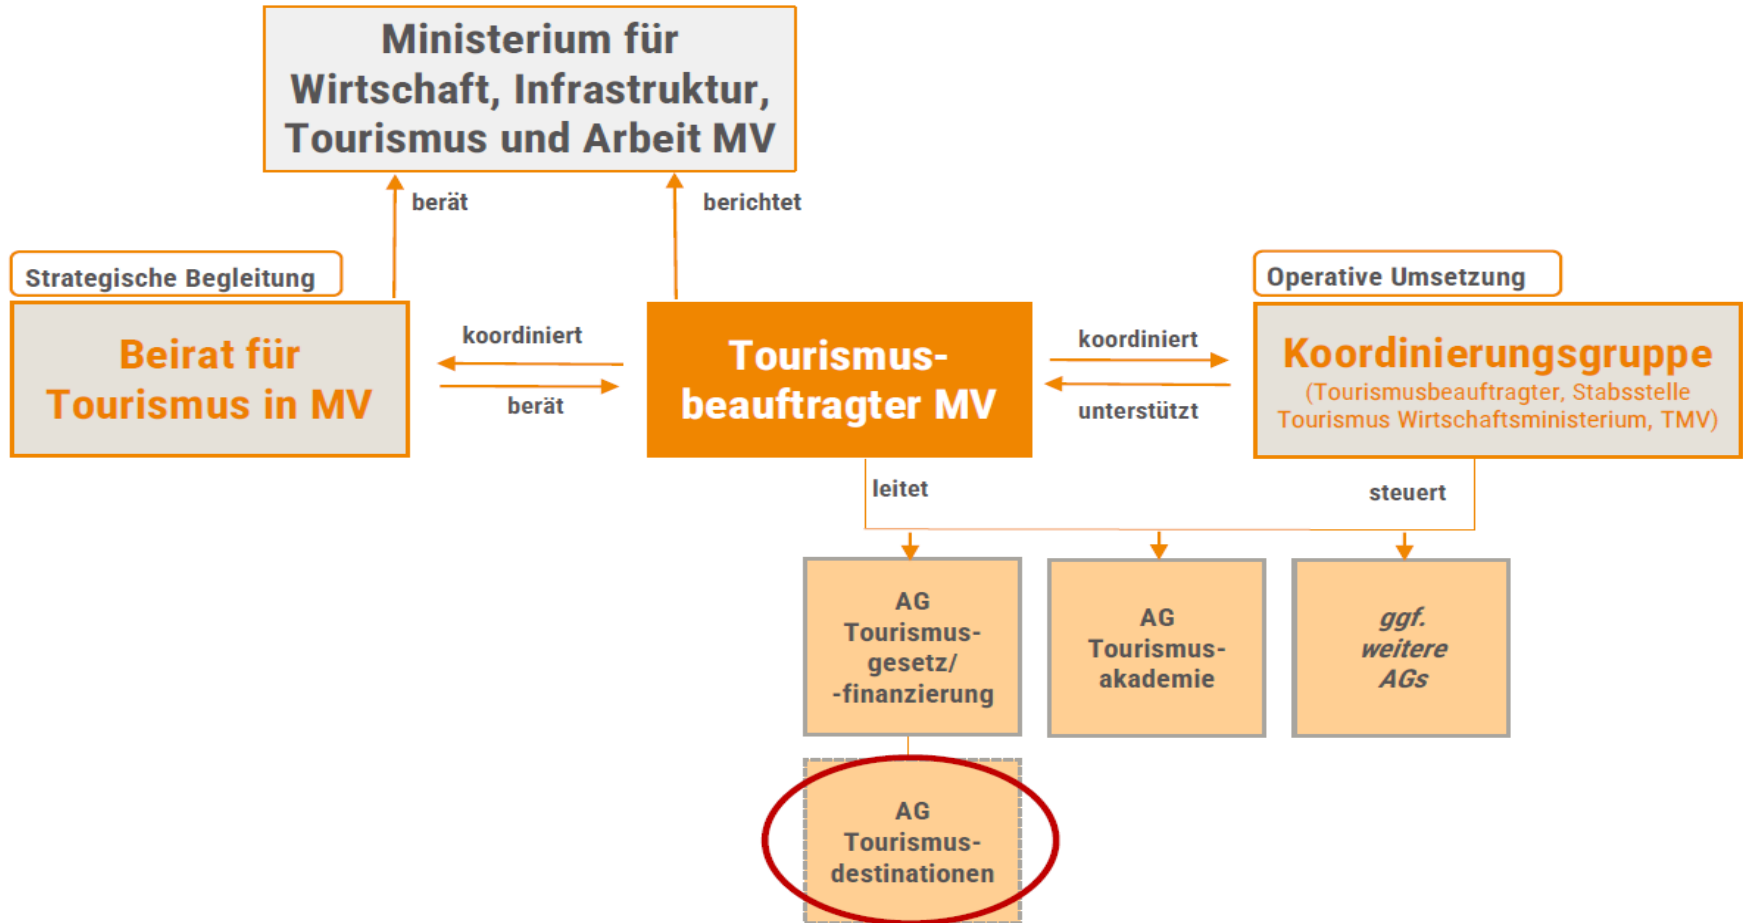 Ministerium für
Wirtschaft, Infrastruktur,
Tourismus und Arbeit MV
berät
berichtet
Strategische Begleitung
Operative Umsetzung
Beirat für
Tourismus in MV
koordiniert
berät
Tourismus-
beauftragter MV
koordiniert
unterstützt
Koordinierungsgruppe
(Tourismusbeauftragter, Stabsstelle
Tourismus Wirtschaftsministerium, TMV)
leitet
steuert
AG
Tourismus-
gesetz/
-finanzierung
AG
Tourismus-
akademie
ggf.
weitere
AGs
AG
Tourismus-
destinationen